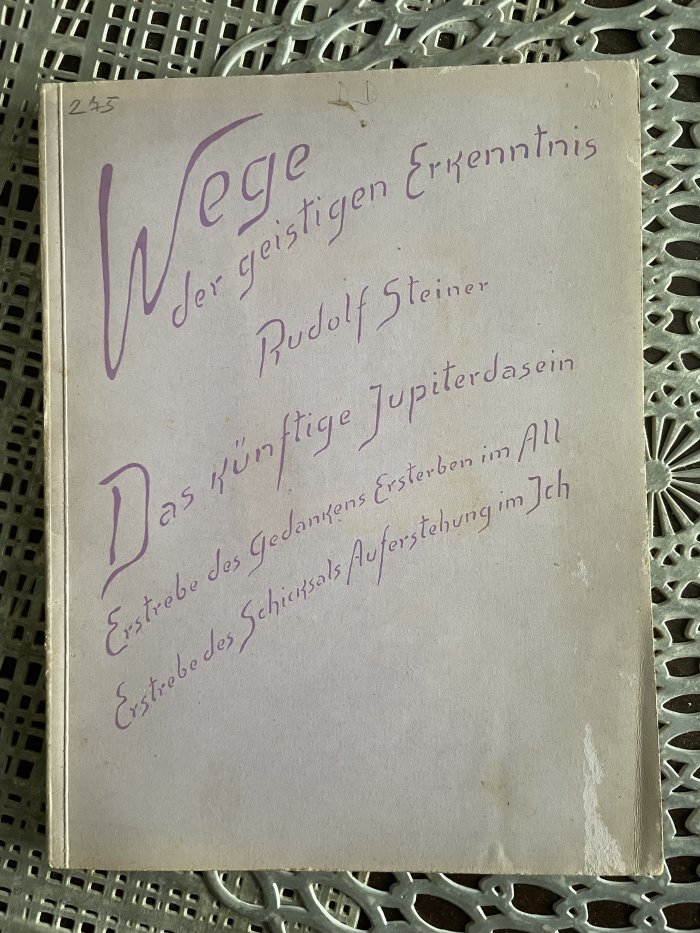 245
Wege
der geistigen Erkenntnis
Rudolf Steiner
Das künftige Jupiterdasein
Erstrebe des Gedankens Ersterben im All
Erstrebe des Schicksals Auferstehung im Ich